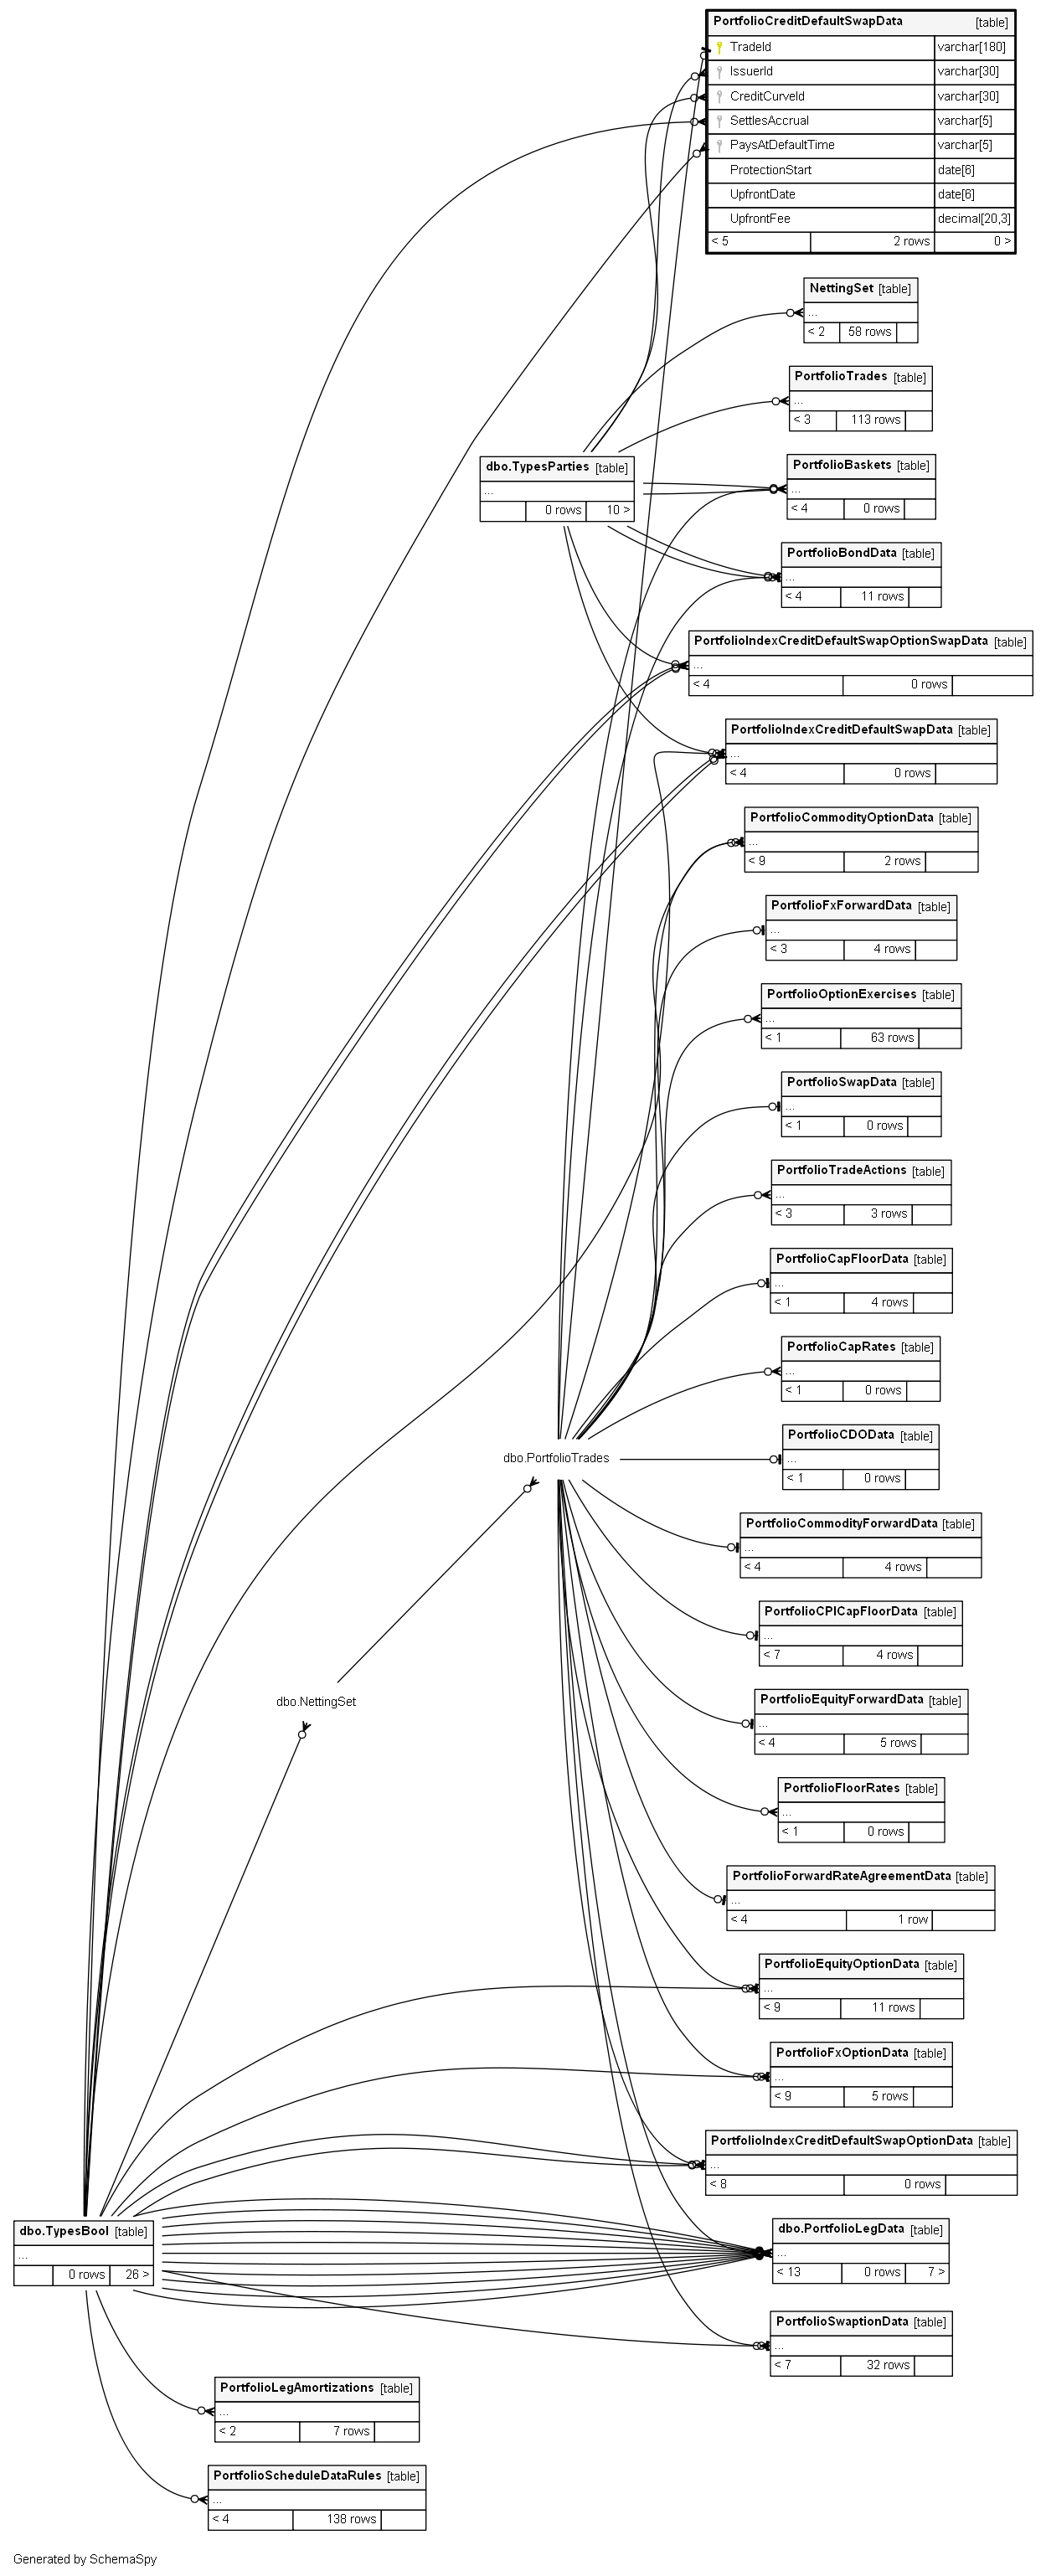 PortfolioCreditDefaultSwapData [table]
TradeId varchar[180]
IssuerId varchar[30]
CreditCurveId varchar[30]
SettlesAccrual varchar[5]
PaysAtDefaultTime varchar[5]
ProtectionStart date[6]
UpfrontDate date[6]
UpfrontFee decimal[20,3]
< 5 2 rows 0 >
NettingSet [table]
...
< 2 58 rows
PortfolioTrades [table]
...
< 3 113 rows
dbo.TypesParties [table]
...
0 rows 10 >
PortfolioBaskets [table]
...
< 4 0 rows
PortfolioBondData [table]
...
< 4 11 rows
PortfolioIndexCreditDefaultSwapOptionSwapData [table]
...
< 4 0 rows
PortfolioIndexCreditDefaultSwapData [table]
...
< 4 0 rows
PortfolioCommodityOptionData [table]
...
< 9 2 rows
PortfolioFxForwardData [table]
...
< 3 4 rows
PortfolioOptionExercises [table]
...
< 1 63 rows
PortfolioSwapData [table]
...
< 1 0 rows
PortfolioTradeActions [table]
...
< 3 3 rows
PortfolioCapFloorData [table]
...
< 1 4 rows
PortfolioCapRates [table]
...
< 1 0 rows
dbo.PortfolioTrades
PortfolioCDOData [table]
...
< 1 0 rows
PortfolioCommodityForwardData [table]
...
< 4 4 rows
PortfolioCPICapFloorData [table]
...
< 7 4 rows
dbo.NettingSet
PortfolioEquityForwardData [table]
...
< 4 5 rows
PortfolioFloorRates [table]
...
< 1 0 rows
PortfolioForwardRateAgreementData [table]
...
< 4 1 row
PortfolioEquityOptionData [table]
...
< 9 11 rows
PortfolioFxOptionData [table]
...
< 9 5 rows
PortfolioIndexCreditDefaultSwapOptionData [table]
...
< 8 0 rows
dbo.TypesBool [table]
...
0 rows 26 >
dbo.PortfolioLegData [table]
...
< 13 0 rows 7 >
PortfolioSwaptionData [table]
...
< 7 32 rows
PortfolioLegAmortizations [table]
...
< 2 7 rows
PortfolioScheduleDataRules [table]
...
< 4 138 rows
Generated by SchemaSpy